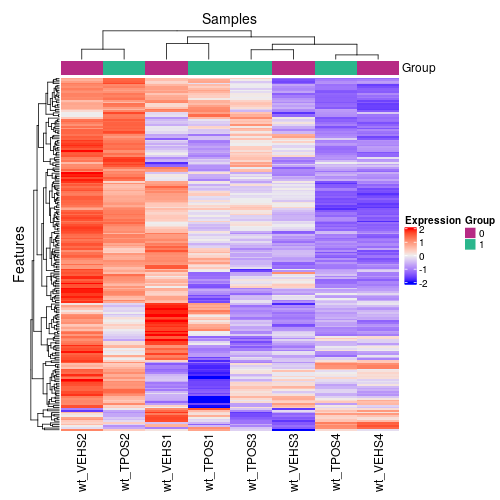 Samples
Group
Features
Expression
2
1
0
-1
-2
Group
0
1
wt_VEHS2
wt_TPOS2
wt_VEHS1
wt_TPOS1
wt_TPOS3
wt_VEHS3
wt_TPOS4
wt_VEHS4